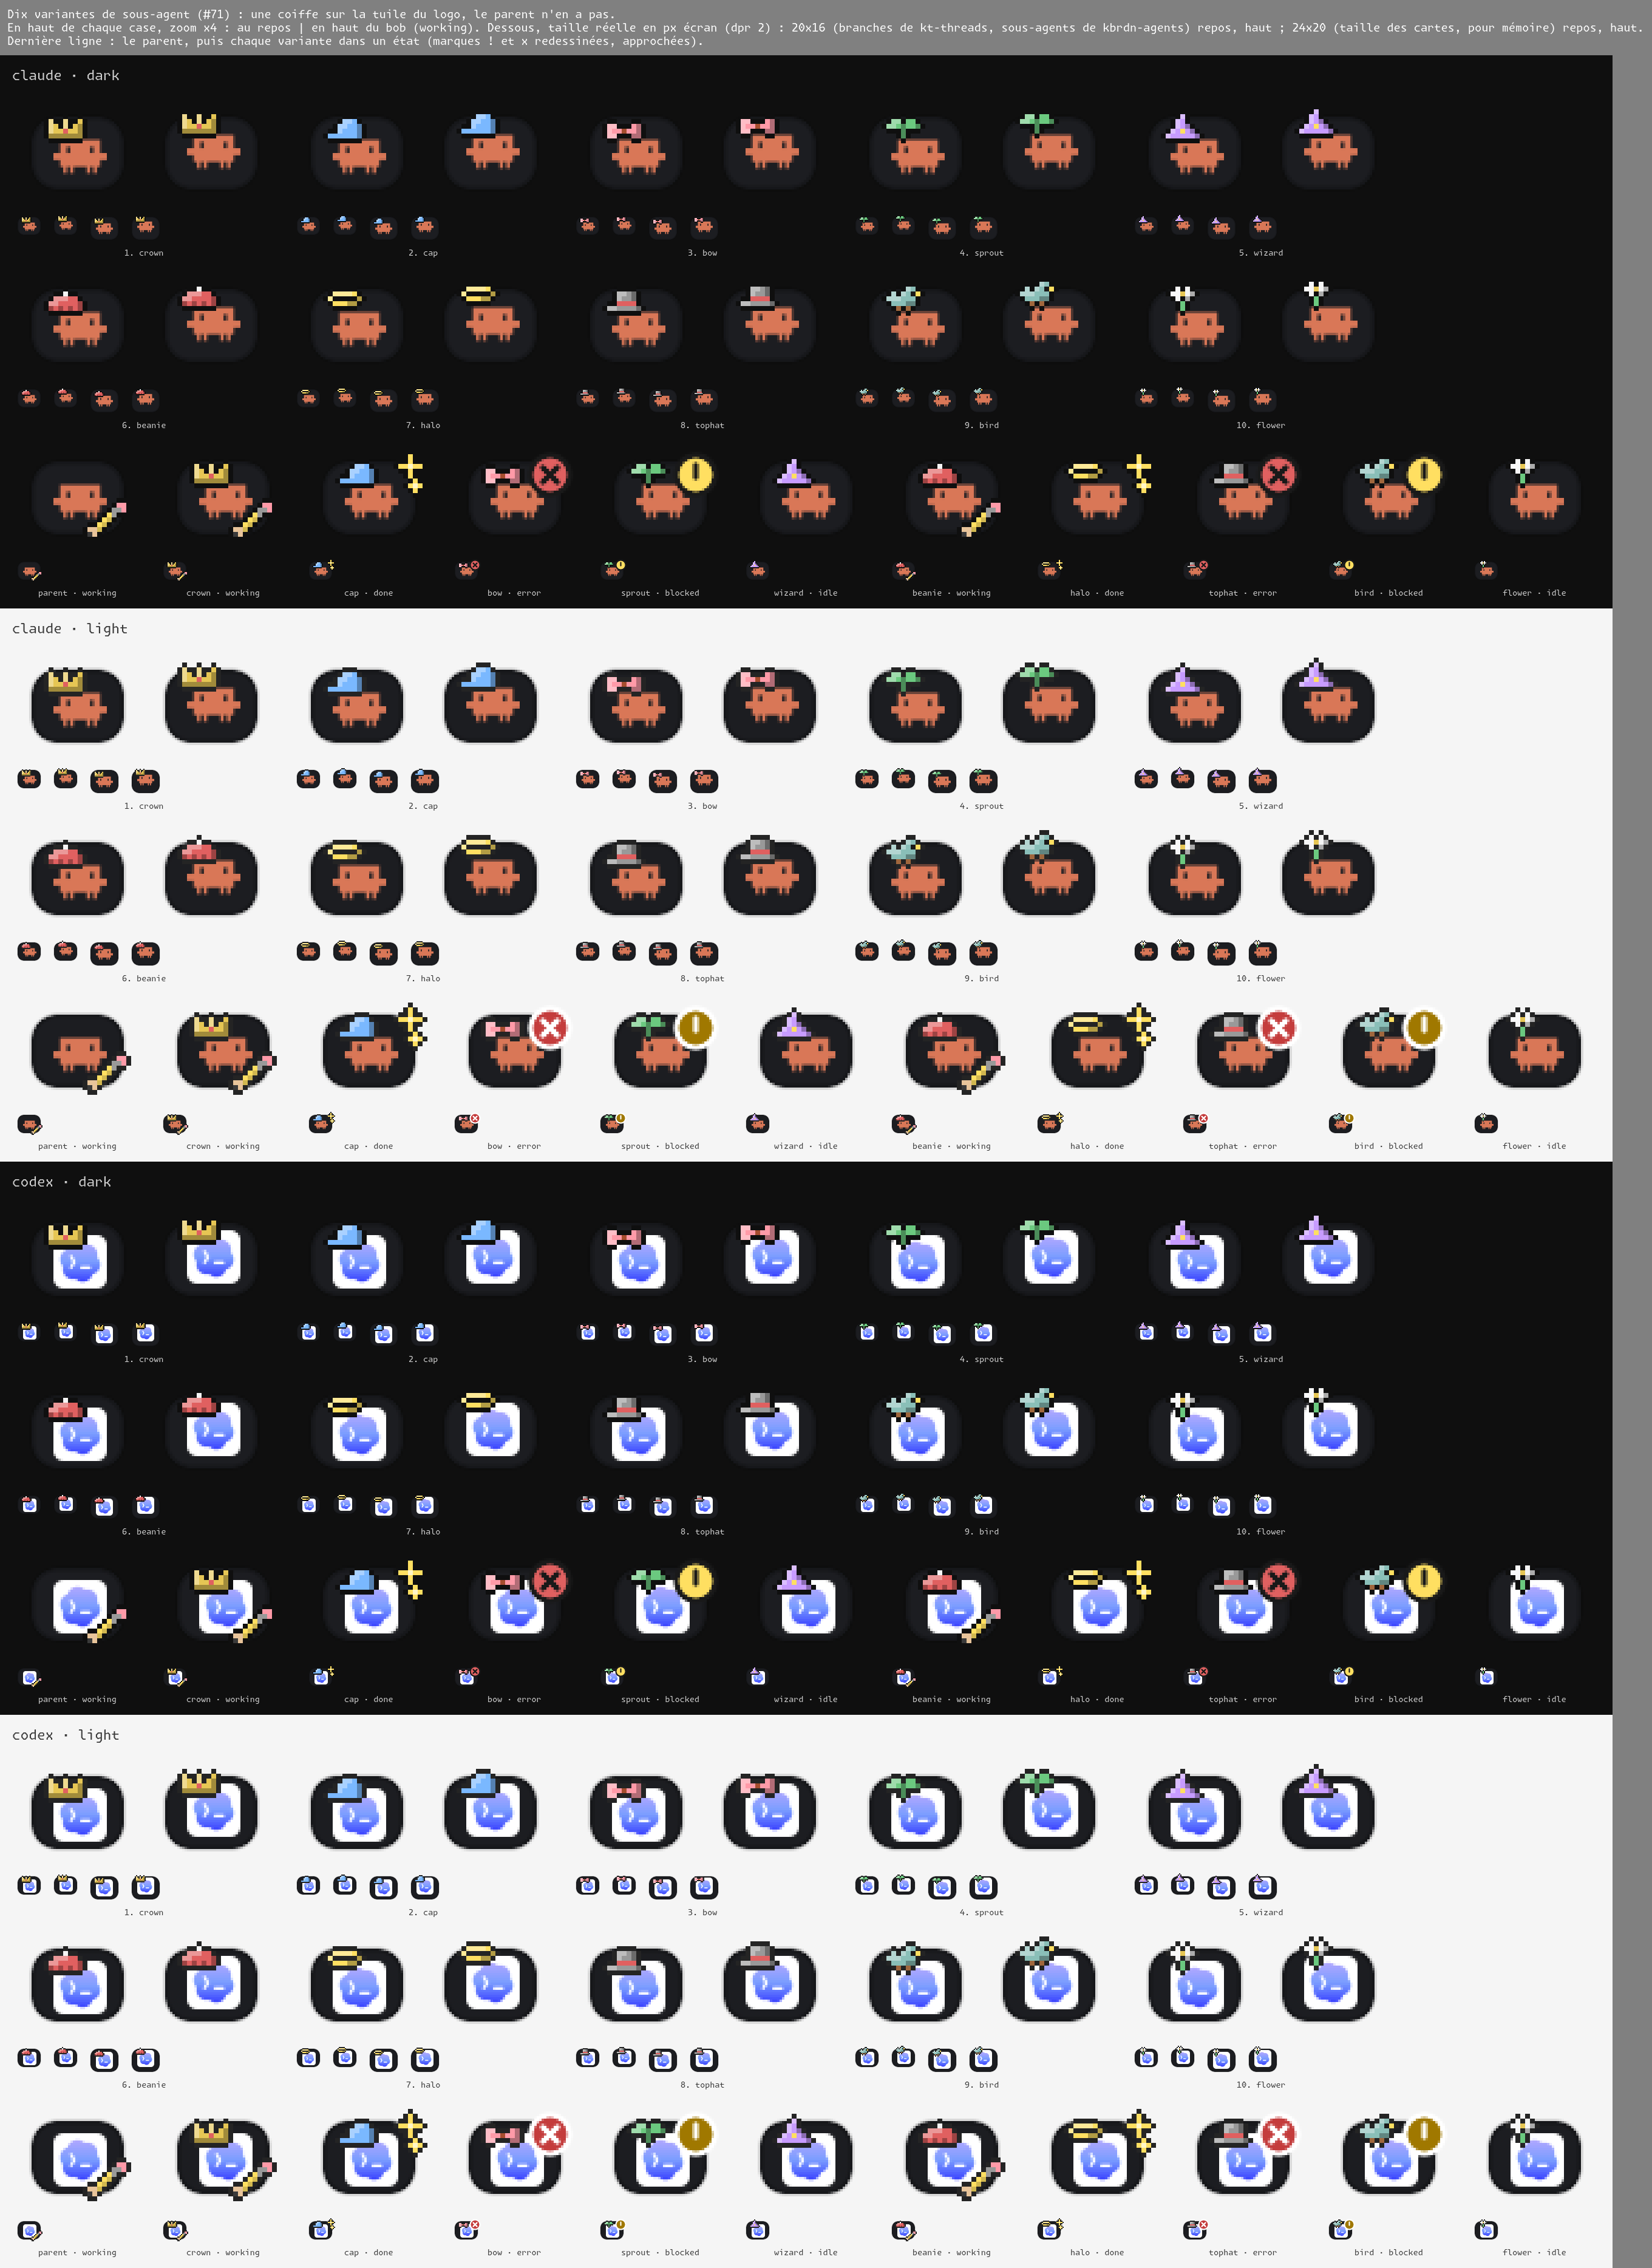 Dix variantes de sous-agent (#71) : une coiffe sur la tuile du logo, le parent n'en a pas.
En haut de chaque case, zoom x4 : au repos | en haut du bob (working). Dessous, taille réelle en px écran (dpr 2) : 20x16 (branches de kt-threads, sous-agents de kbrdn-agents) repos, haut ; 24x20 (taille des cartes, pour mémoire) repos, haut.
Dernière ligne : le parent, puis chaque variante dans un état (marques ! et x redessinées, approchées).
claude · dark
1. crown 2. cap 3. bow 4. sprout 5. wizard
6. beanie 7. halo 8. tophat 9. bird 10. flower
parent · working crown · working cap · done bow · error sprout · blocked wizard · idle beanie · working halo · done tophat · error bird · blocked flower · idle
claude · light
1. crown 2. cap 3. bow 4. sprout 5. wizard
6. beanie 7. halo 8. tophat 9. bird 10. flower
parent · working crown · working cap · done bow · error sprout · blocked wizard · idle beanie · working halo · done tophat · error bird · blocked flower · idle
codex · dark
1. crown 2. cap 3. bow 4. sprout 5. wizard
6. beanie 7. halo 8. tophat 9. bird 10. flower
parent · working crown · working cap · done bow · error sprout · blocked wizard · idle beanie · working halo · done tophat · error bird · blocked flower · idle
codex · light
1. crown 2. cap 3. bow 4. sprout 5. wizard
6. beanie 7. halo 8. tophat 9. bird 10. flower
parent · working crown · working cap · done bow · error sprout · blocked wizard · idle beanie · working halo · done tophat · error bird · blocked flower · idle